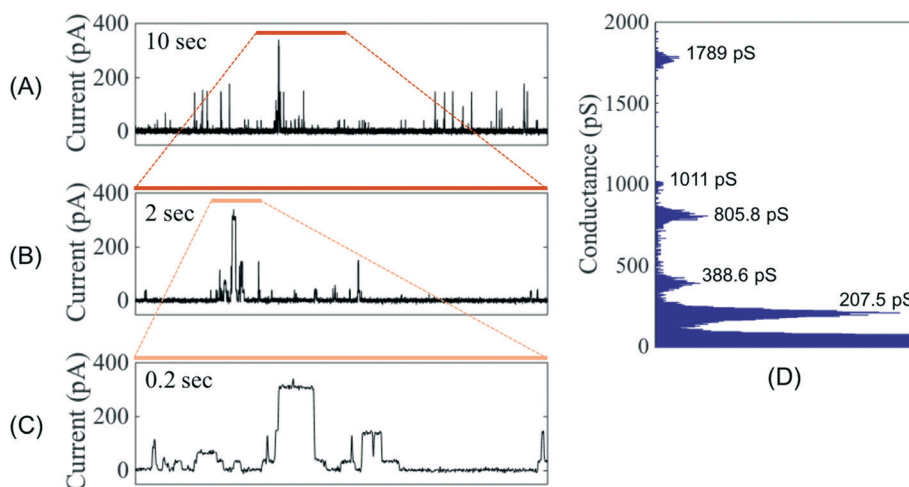 (A)
Current (pA)
400
200
0
10 sec
(B)
Current (pA)
400
200
0
2 sec
(C)
Current (pA)
400
200
0
0.2 sec
Conductance (pS)
2000
1500
1000
500
0
1789 pS
1011 pS
805.8 pS
388.6 pS
207.5 pS
(D)